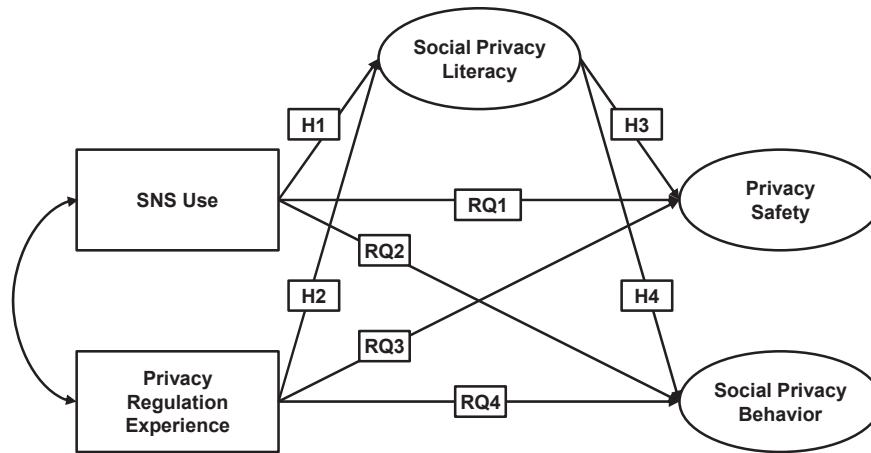 Social Privacy
Literacy
H1
H3
SNS Use
RQ1
Privacy
Safety
RQ2
H2
H4
RQ3
Privacy
Regulation
Experience
RQ4
Social Privacy
Behavior